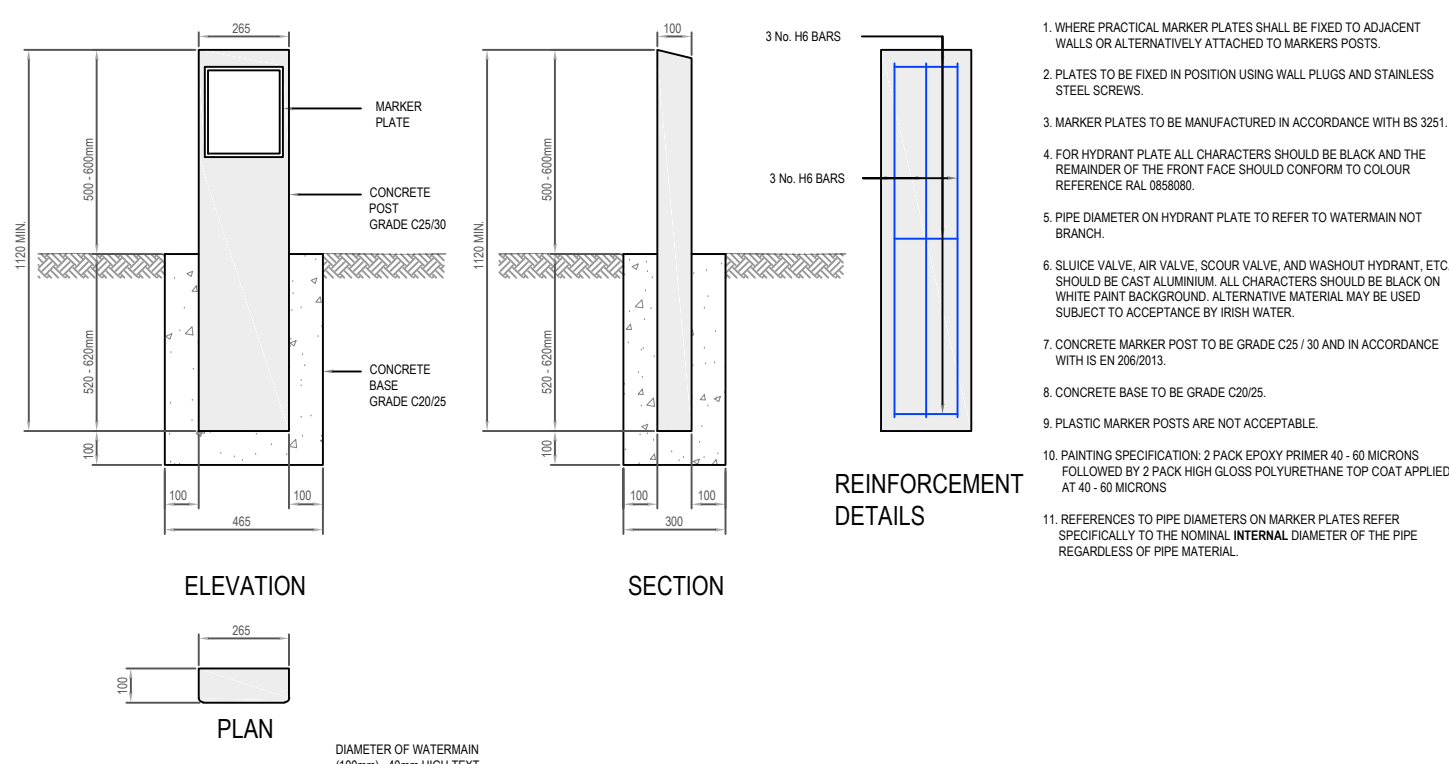 265
MARKER
PLATE
500 - 600mm
CONCRETE
POST
GRADE C25/30
1120 MIN.
520 - 620mm
CONCRETE
BASE
GRADE C20/25
100
100
100
465
ELEVATION
265
100
PLAN
100
500 - 600mm
1120 MIN.
520 - 620mm
100
100
100
300
SECTION
3 No. H6 BARS
3 No. H6 BARS
REINFORCEMENT
DETAILS
1. WHERE PRACTICAL MARKER PLATES SHALL BE FIXED TO ADJACENT
WALLS OR ALTERNATIVELY ATTACHED TO MARKERS POSTS.
2. PLATES TO BE FIXED IN POSITION USING WALL PLUGS AND STAINLESS
STEEL SCREWS.
3. MARKER PLATES TO BE MANUFACTURED IN ACCORDANCE WITH BS 3251.
4. FOR HYDRANT PLATE ALL CHARACTERS SHOULD BE BLACK AND THE
REMAINDER OF THE FRONT FACE SHOULD CONFORM TO COLOUR
REFERENCE RAL 0858080.
5. PIPE DIAMETER ON HYDRANT PLATE TO REFER TO WATERMAIN NOT
BRANCH.
6. SLUICE VALVE, AIR VALVE, SCOUR VALVE, AND WASHOUT HYDRANT, ETC.
SHOULD BE CAST ALUMINIUM. ALL CHARACTERS SHOULD BE BLACK ON
WHITE PAINT BACKGROUND. ALTERNATIVE MATERIAL MAY BE USED
SUBJECT TO ACCEPTANCE BY IRISH WATER.
7. CONCRETE MARKER POST TO BE GRADE C25 / 30 AND IN ACCORDANCE
WITH IS EN 206/2013.
8. CONCRETE BASE TO BE GRADE C20/25.
9. PLASTIC MARKER POSTS ARE NOT ACCEPTABLE.
10. PAINTING SPECIFICATION: 2 PACK EPOXY PRIMER 40 - 60 MICRONS
FOLLOWED BY 2 PACK HIGH GLOSS POLYURETHANE TOP COAT APPLIED
AT 40 - 60 MICRONS
11. REFERENCES TO PIPE DIAMETERS ON MARKER PLATES REFER
SPECIFICALLY TO THE NOMINAL INTERNAL DIAMETER OF THE PIPE
REGARDLESS OF PIPE MATERIAL.
DIAMETER OF WATERMAIN
(100mm) - 40mm HIGH TEXT